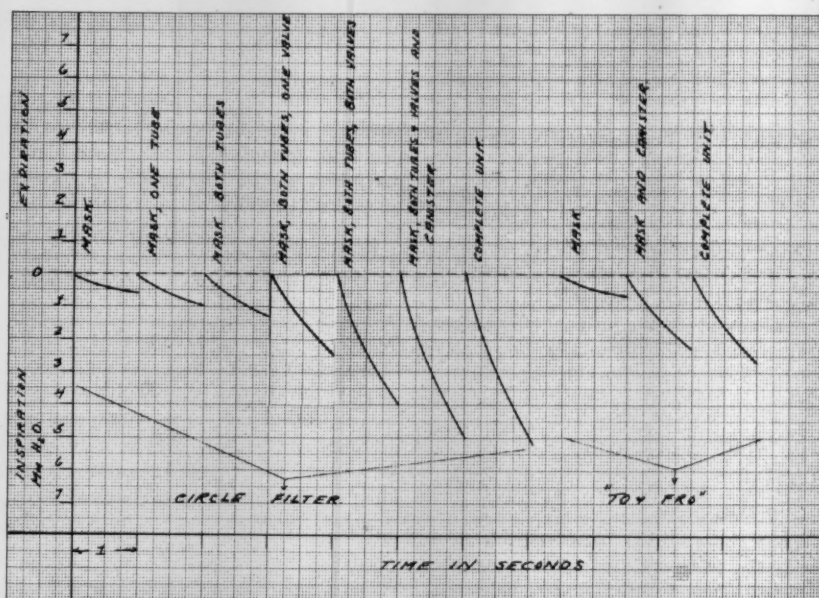 7
6
5
4
3
2
1
0
1
2
3
4
5
6
7
EXPIRATION
INSPIRATION
MM H₂O.
MASK.
MASK, ONE TUBE
MASK BOTH TUBES
MASK, BOTH TUBES, ONE VALVE
MASK, BOTH TUBES, BOTH VALVES
MASK, BOTH TUBES & VALVES AND
CANISTER
COMPLETE UNIT.
MASK
MASK AND CANISTER.
COMPLETE UNIT.
CIRCLE FILTER.
"TO & FRO"
1
TIME IN SECONDS